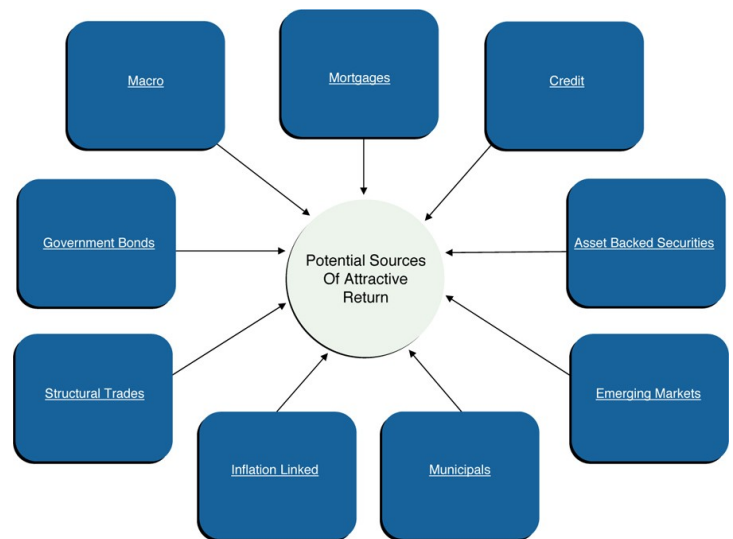 Macro
Mortgages
Credit
Government Bonds
Potential Sources
Of Attractive
Return
Asset Backed Securities
Structural Trades
Emerging Markets
Inflation Linked
Municipals